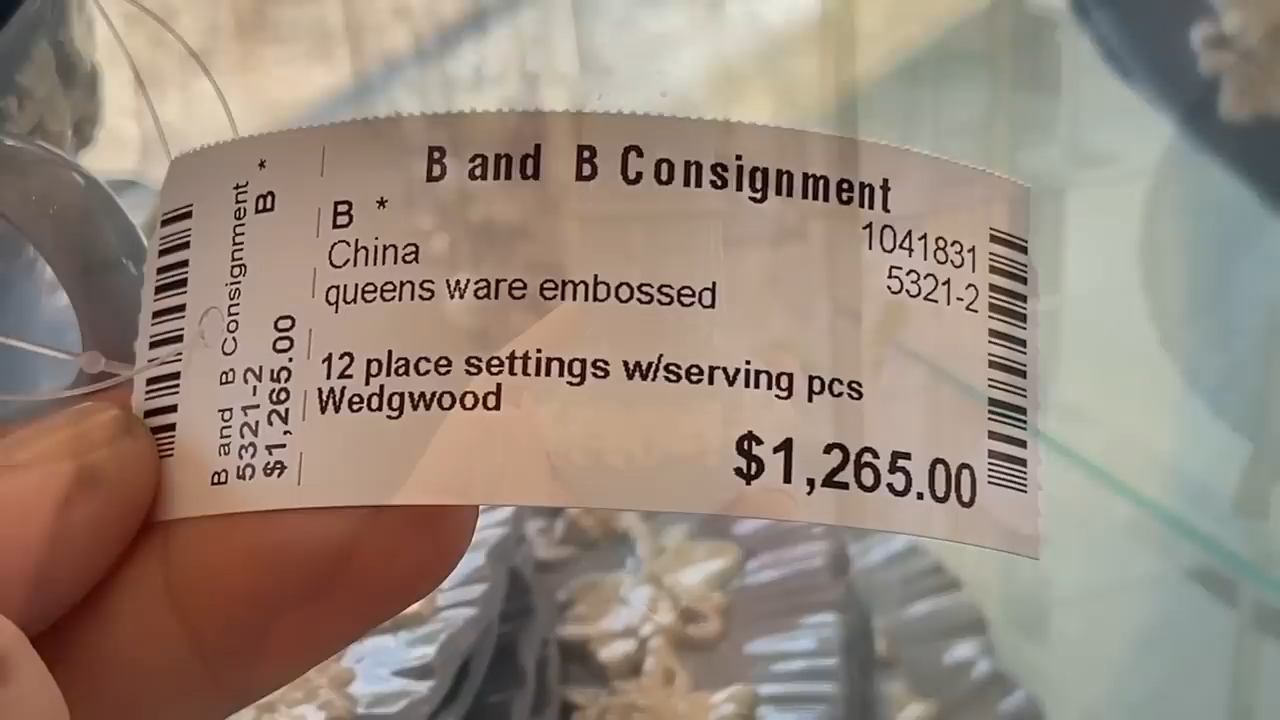 B and B Consignment
B *
1041831
China
5321-2
queens ware embossed
12 place settings w/serving pcs
Wedgwood
$1,265.00
B and B Consignment
B *
5321-2
$1,265.00